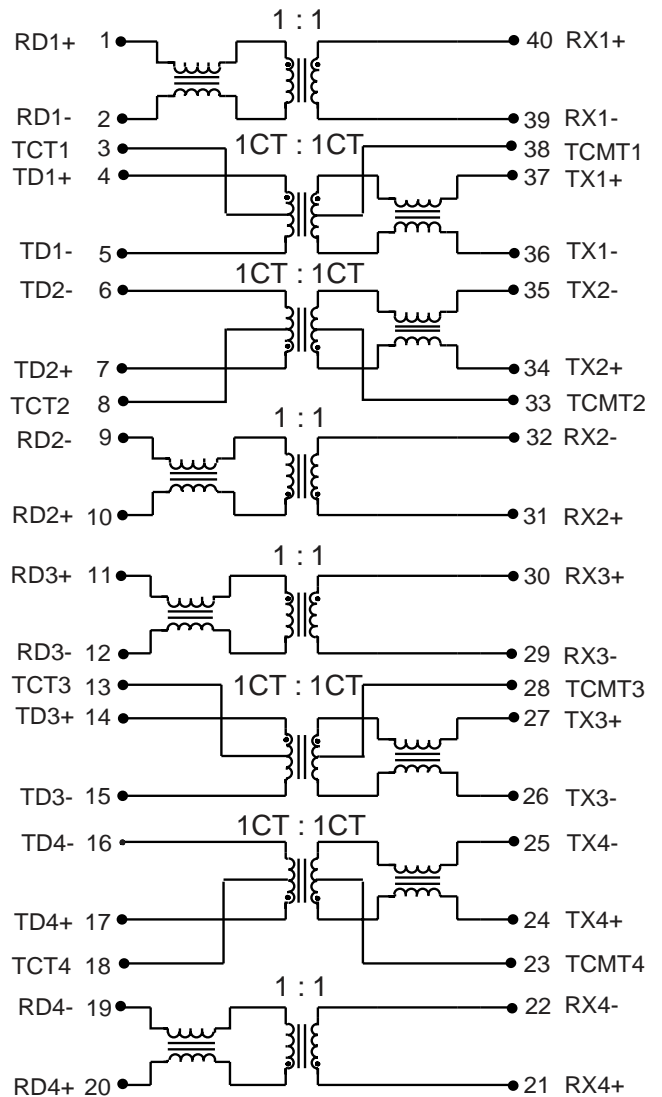 1 : 1
RD1+ 1 40 RX1+
RD1- 2 39 RX1-
TCT1 3 1CT : 1CT 38 TCMT1
TD1+ 4 37 TX1+
TD1- 5 36 TX1-
1CT : 1CT
TD2- 6 35 TX2-
TD2+ 7 34 TX2+
TCT2 8 33 TCMT2
1 : 1
RD2- 9 32 RX2-
RD2+ 10 31 RX2+
1 : 1
RD3+ 11 30 RX3+
RD3- 12 29 RX3-
TCT3 13 1CT : 1CT 28 TCMT3
TD3+ 14 27 TX3+
TD3- 15 26 TX3-
1CT : 1CT
TD4- 16 25 TX4-
TD4+ 17 24 TX4+
TCT4 18 23 TCMT4
1 : 1
RD4- 19 22 RX4-
RD4+ 20 21 RX4+